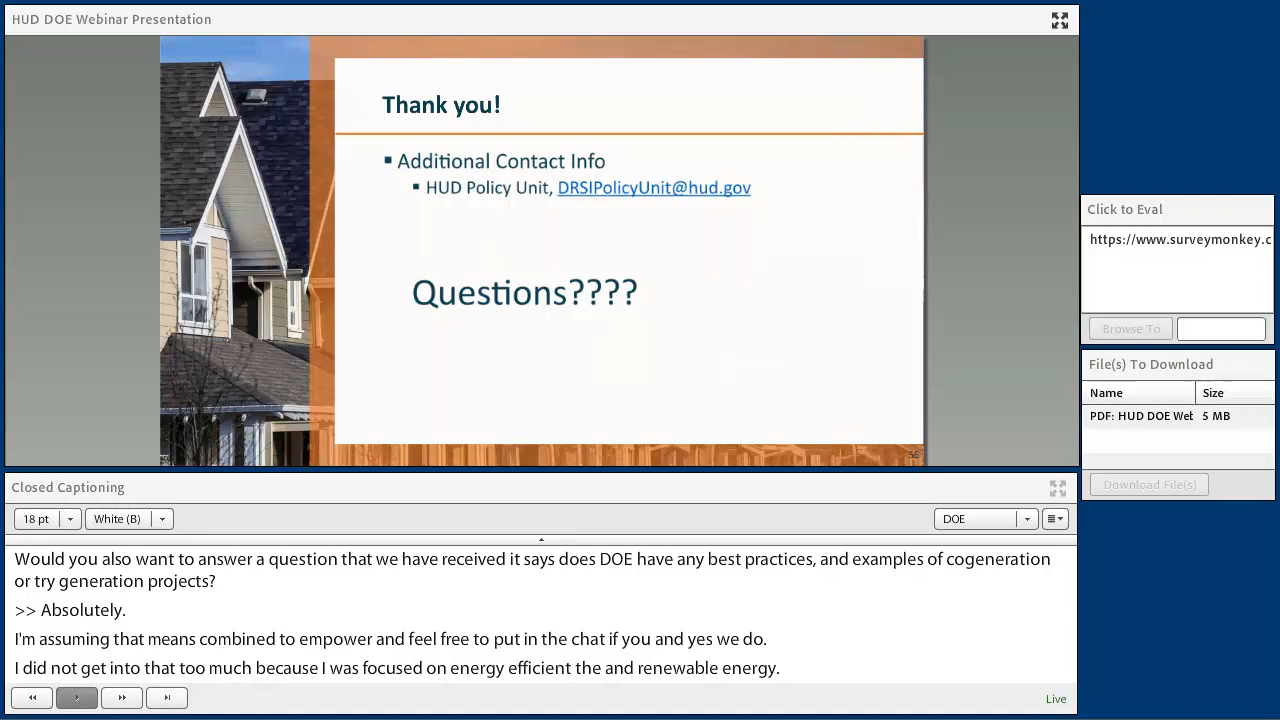 HUD DOE Webinar Presentation
Thank you!
Additional Contact Info
HUD Policy Unit, DRSIPolicyUnit@hud.gov
Questions????
56
Click to Eval
https://www.surveymonkey.c
Browse To
File(s) To Download
Name Size
PDF: HUD DOE Wet 5 MB
Download File(s)
Closed Captioning
18 pt White (B) DOE
Would you also want to answer a question that we have received it says does DOE have any best practices, and examples of cogeneration
or try generation projects?
>> Absolutely.
I'm assuming that means combined to empower and feel free to put in the chat if you and yes we do.
I did not get into that too much because I was focused on energy efficient the and renewable energy.
Live